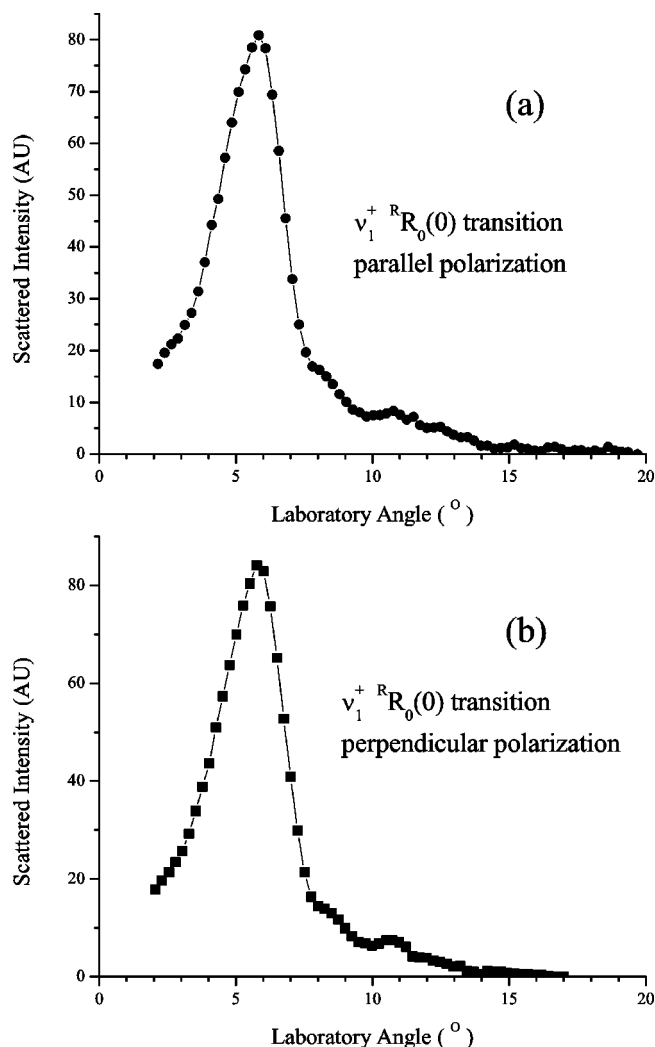 80
70
60
50
40
30
20
10
0
Scattered Intensity (AU)
(a)
ν₁⁺ ᴿR₀(0) transition
parallel polarization
0 5 10 15 20
Laboratory Angle ( ᴼ )
80
60
40
20
0
Scattered Intensity (AU)
(b)
ν₁⁺ ᴿR₀(0) transition
perpendicular polarization
0 5 10 15 20
Laboratory Angle ( ᴼ )